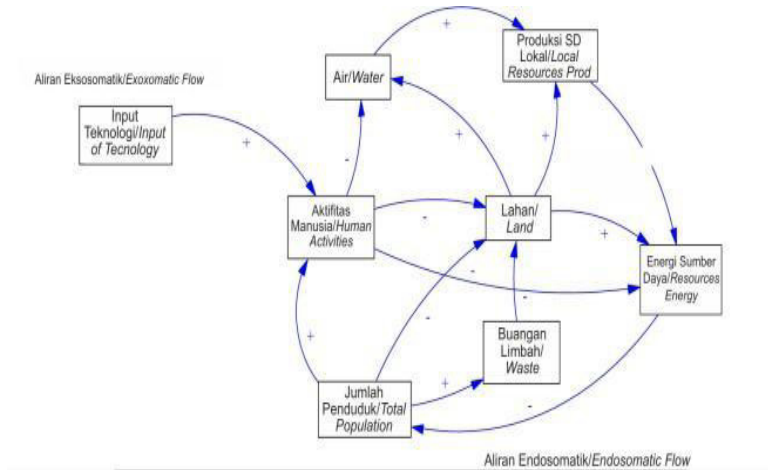 Aliran Eksosomatik/Exoxomatic Flow
Input
Teknologi/Input
of Tecnology
+
Air/Water
+
Produksi SD
Lokal/Local
Resources Prod
-
+
+
Aktifitas
Manusia/Human
Activities
-
Lahan/
Land
+
Energi Sumber
Daya/Resources
Energy
-
-
-
+
Buangan
Limbah/
Waste
Jumlah
Penduduk/Total
Population
+
-
Aliran Endosomatik/Endosomatic Flow